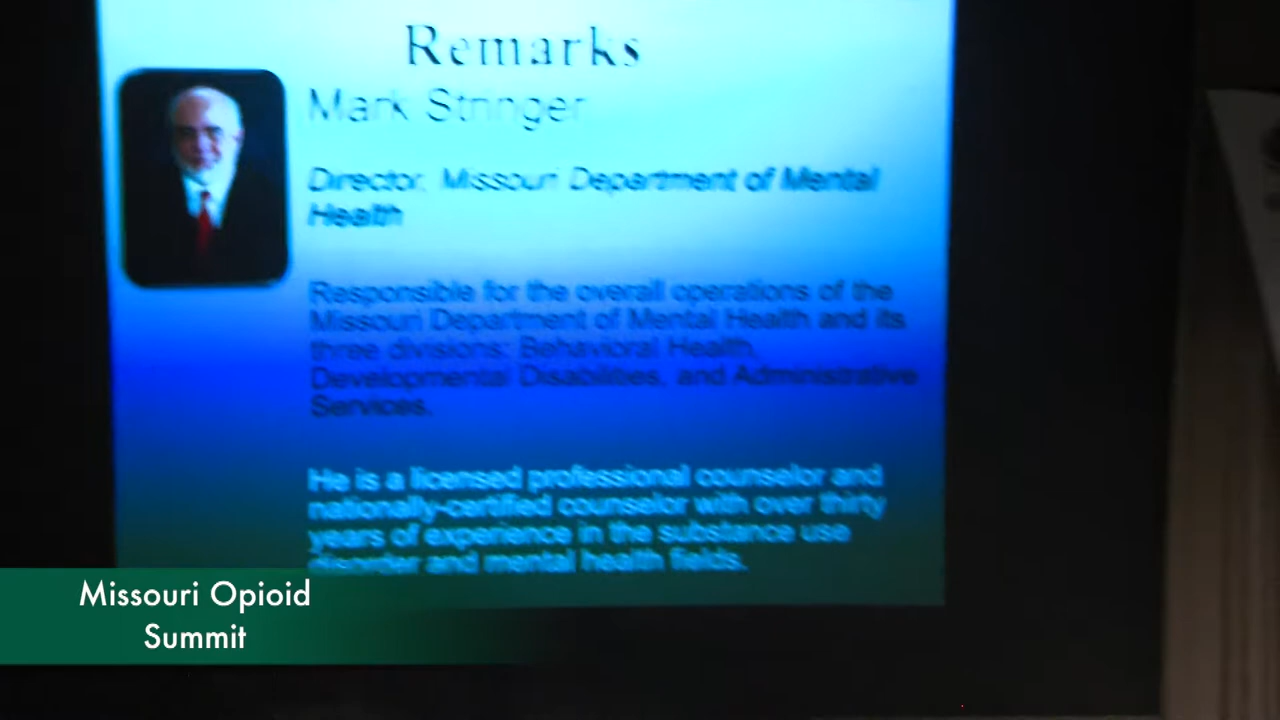 Remarks
Mark Stringer
Director, Missouri Department of Mental
Health
Responsible for the overall operations of the
Missouri Department of Mental Health and its
three divisions: Behavioral Health,
Developmental Disabilities, and Administrative
Services.
He is a licensed professional counselor and
nationally-certified counselor with over thirty
years of experience in the substance use
disorder and mental health fields.
Missouri Opioid
Summit